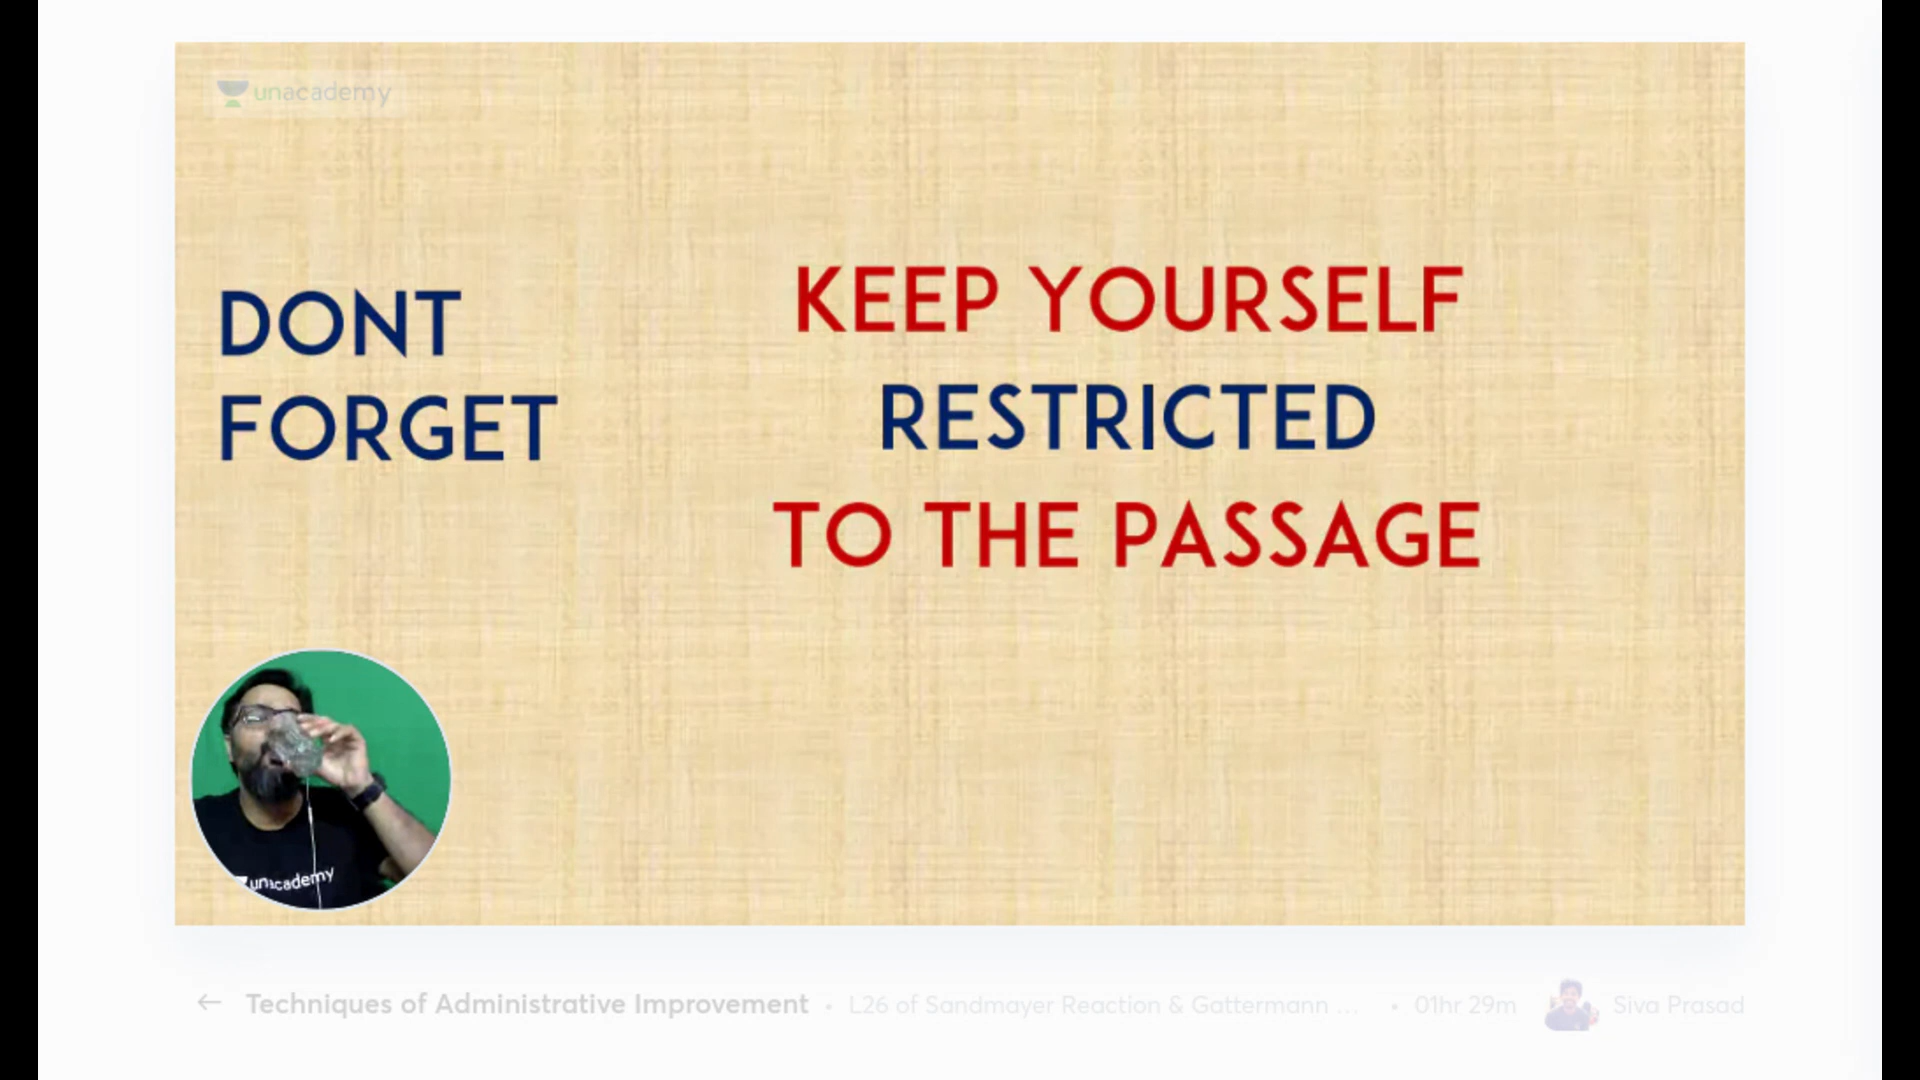 unacademy
DONT
FORGET
KEEP YOURSELF
RESTRICTED
TO THE PASSAGE
unacademy
← Techniques of Administrative Improvement • L26 of Sandmayer Reaction & Gattermann ... • 01hr 29m Siva Prasad